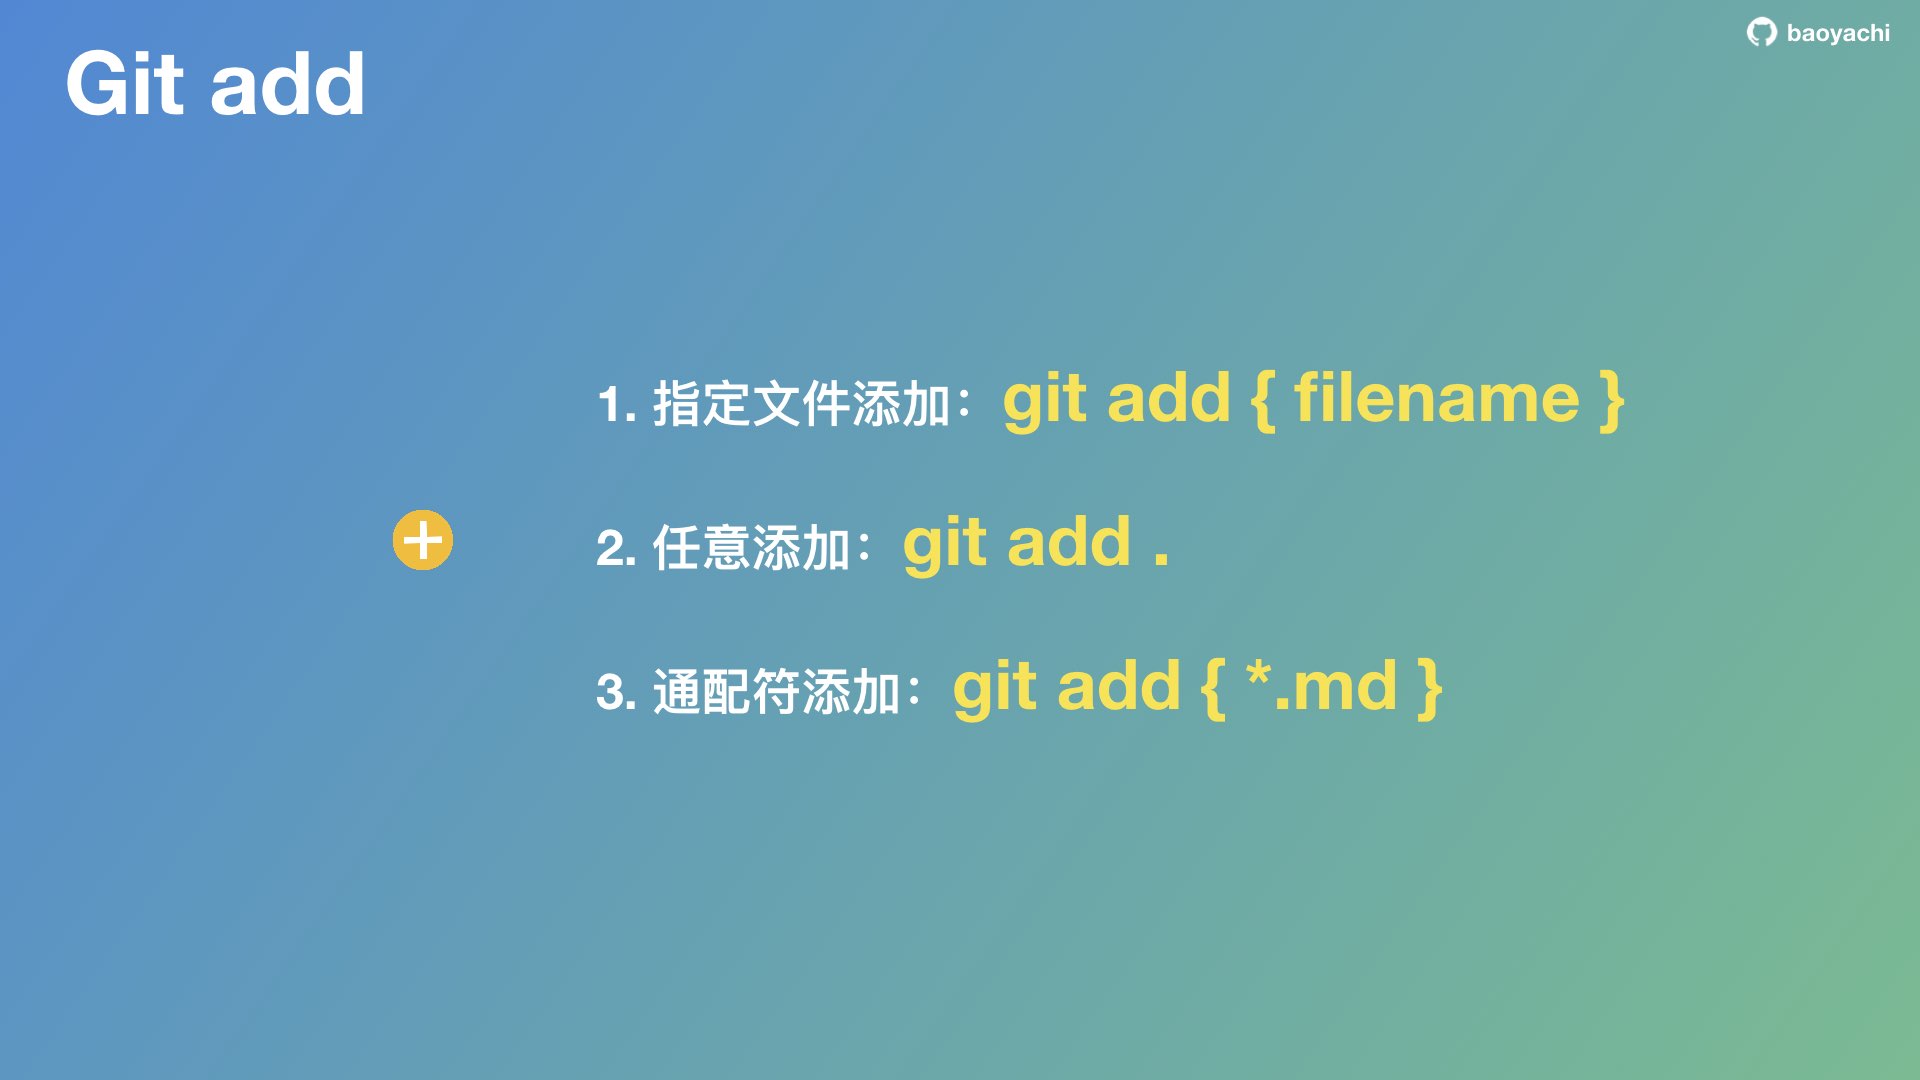 baoyachi
Git add
1. 指定文件添加：git add { filename }
2. 任意添加：git add .
3. 通配符添加：git add { *.md }